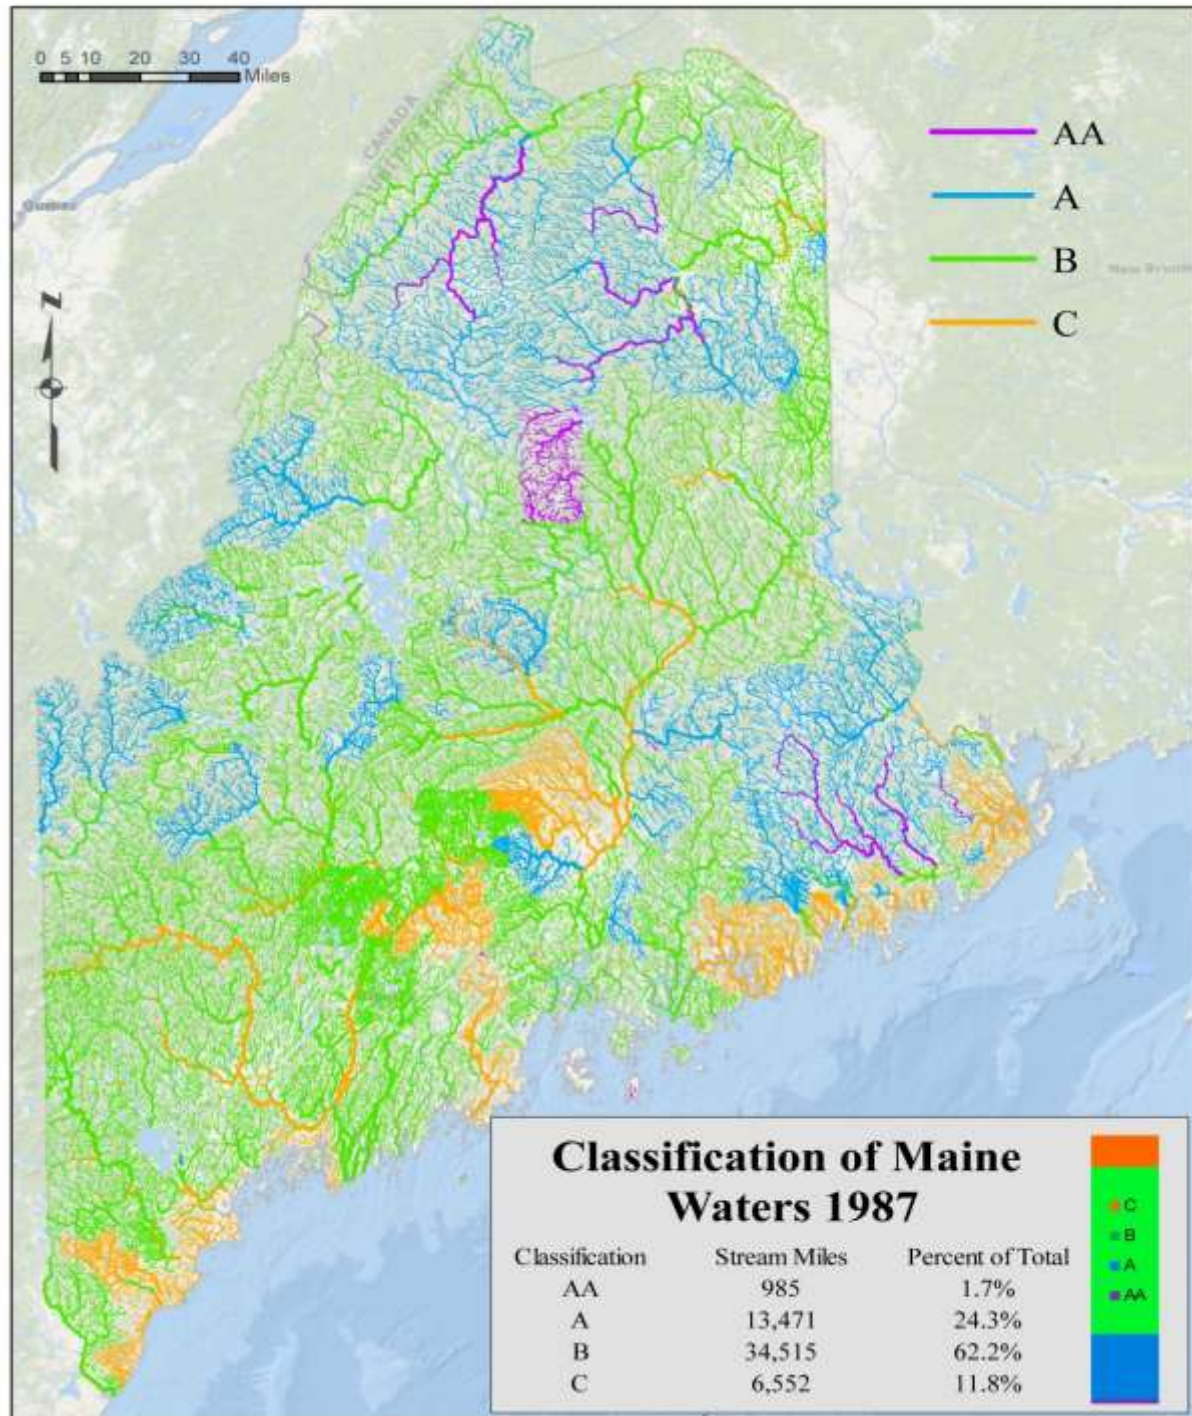 0 5 10 20 30 40
Miles
CANADA
Quebec
N
AA
A
B
C
Classification of Maine
Waters 1987
Classification Stream Miles Percent of Total
AA 985 1.7%
A 13,471 24.3%
B 34,515 62.2%
C 6,552 11.8%
C
B
A
AA